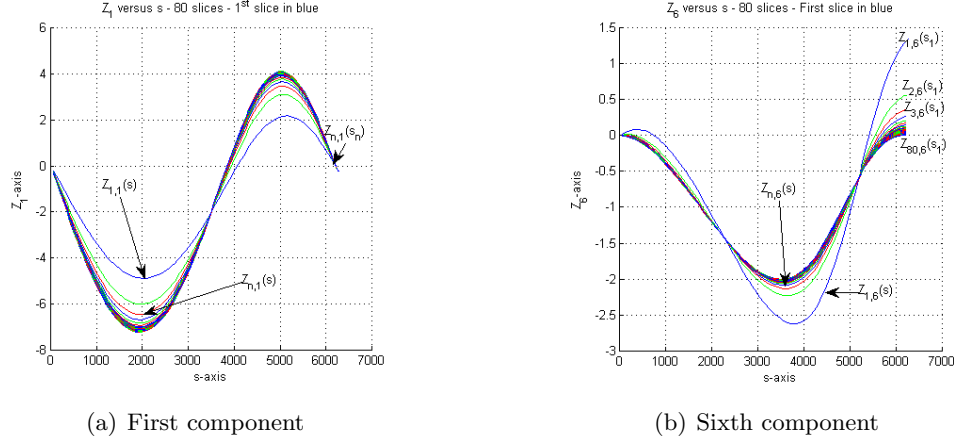 Z1 versus s - 80 slices - 1st slice in blue
6
4
2
0
-2
-4
-6
-8
Z1-axis
Z1,1(s)
Zn,1(s)
Zn,1(sn)
0 1000 2000 3000 4000 5000 6000 7000
s-axis
(a) First component
Z6 versus s - 80 slices - First slice in blue
1.5
1
0.5
0
-0.5
-1
-1.5
-2
-2.5
-3
Z6-axis
Z1,6(s1)
Z2,6(s1)
Z3,6(s1)
Z80,6(s1)
Zn,6(s)
Z1,6(s)
0 1000 2000 3000 4000 5000 6000 7000
s-axis
(b) Sixth component